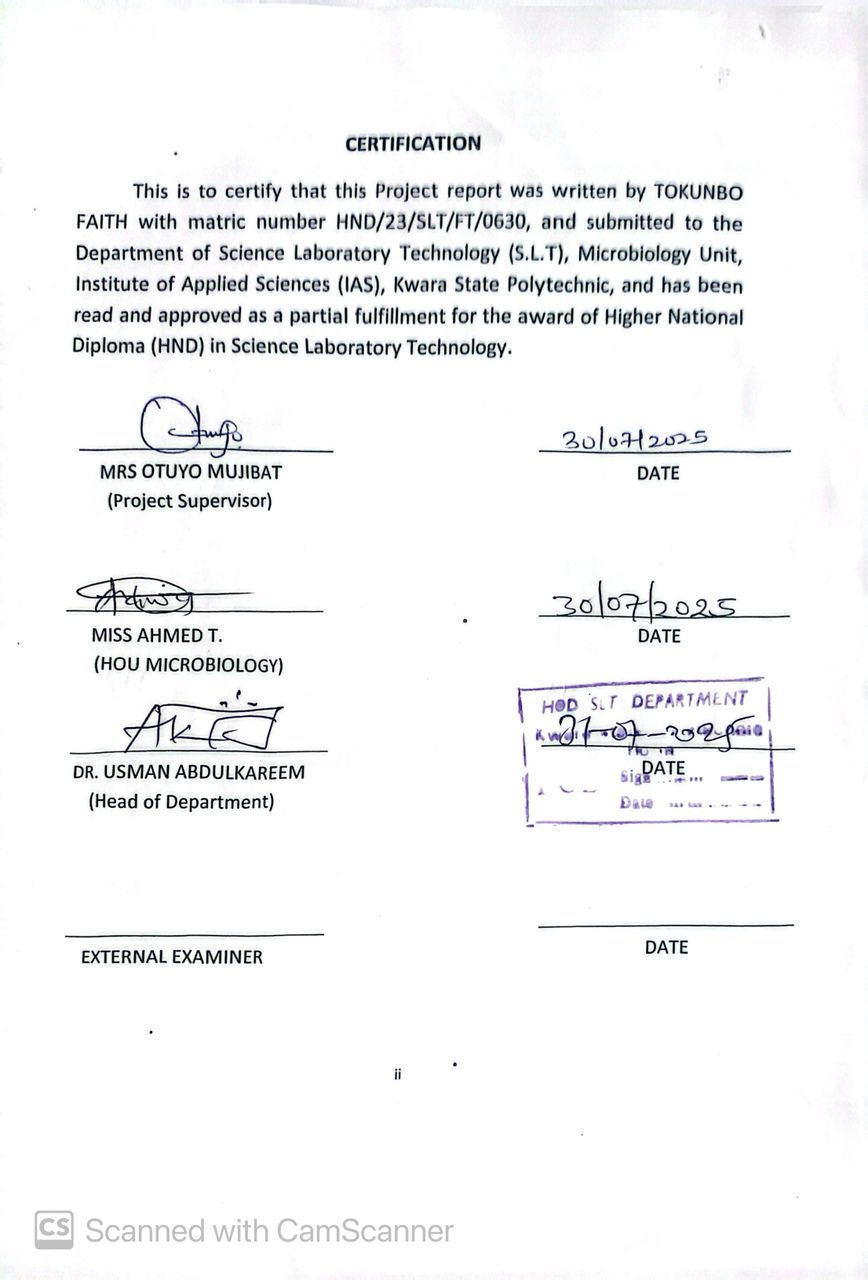 CERTIFICATION
This is to certify that this Project report was written by TOKUNBO
FAITH with matric number HND/23/SLT/FT/0630, and submitted to the
Department of Science Laboratory Technology (S.L.T), Microbiology Unit,
Institute of Applied Sciences (IAS), Kwara State Polytechnic, and has been
read and approved as a partial fulfillment for the award of Higher National
Diploma (HND) in Science Laboratory Technology.
30/07/2025
MRS OTUYO MUJIBAT
DATE
(Project Supervisor)
30/07/2025
MISS AHMED T.
DATE
(HOU MICROBIOLOGY)
HOD SLT DEPARTMENT
31-07-2025
DR. USMAN ABDULKAREEM
DATE
Sign
(Head of Department)
Date
EXTERNAL EXAMINER
DATE
ii
CS Scanned with CamScanner